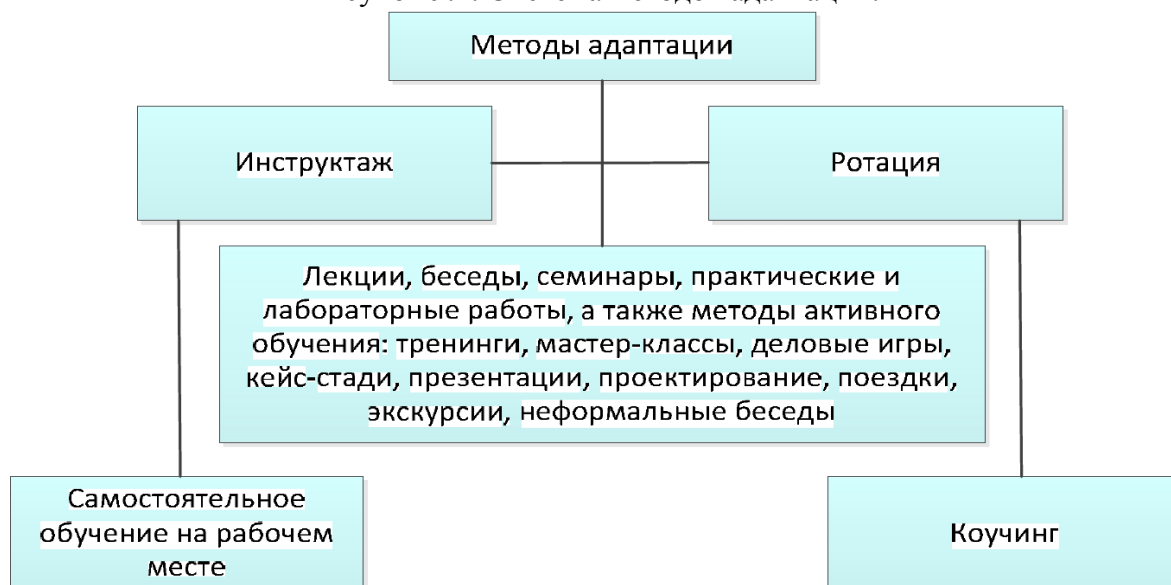 Методы адаптации
Инструктаж
Ротация
Лекции, беседы, семинары, практические и
лабораторные работы, а также методы активного
обучения: тренинги, мастер-классы, деловые игры,
кейс-стади, презентации, проектирование, поездки,
экскурсии, неформальные беседы
Самостоятельное
обучение на рабочем
месте
Коучинг